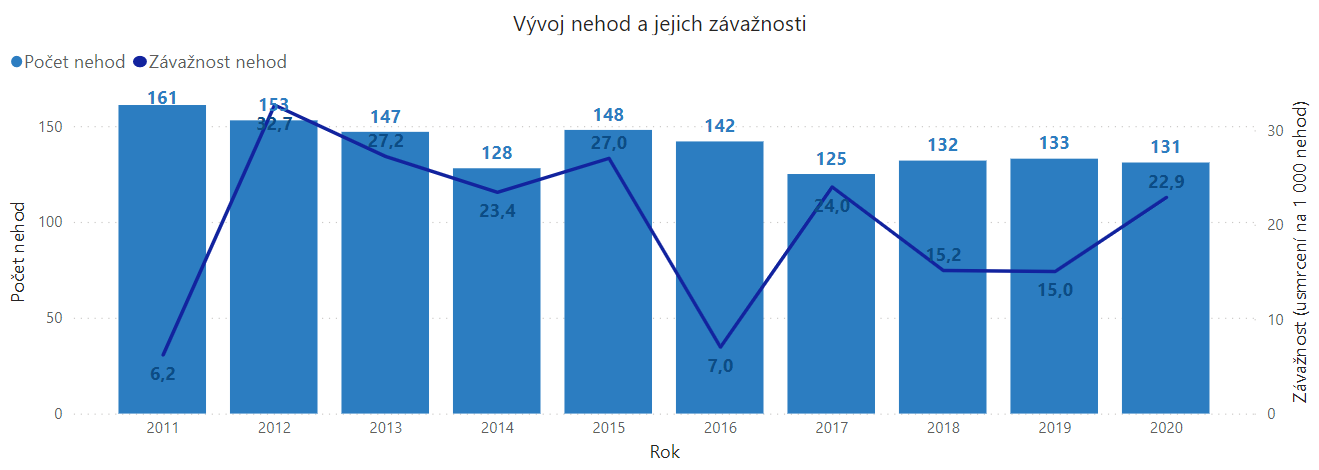 Vývoj nehod a jejich závažnosti
Počet nehod Závažnost nehod
Počet nehod
150
100
50
0
161 153 147 128 148 142 125 132 133 131
6,2 32,7 27,2 23,4 27,0 7,0 24,0 15,2 15,0 22,9
30
20
10
0
Závažnost (usmrcení na 1 000 nehod)
2011 2012 2013 2014 2015 2016 2017 2018 2019 2020
Rok